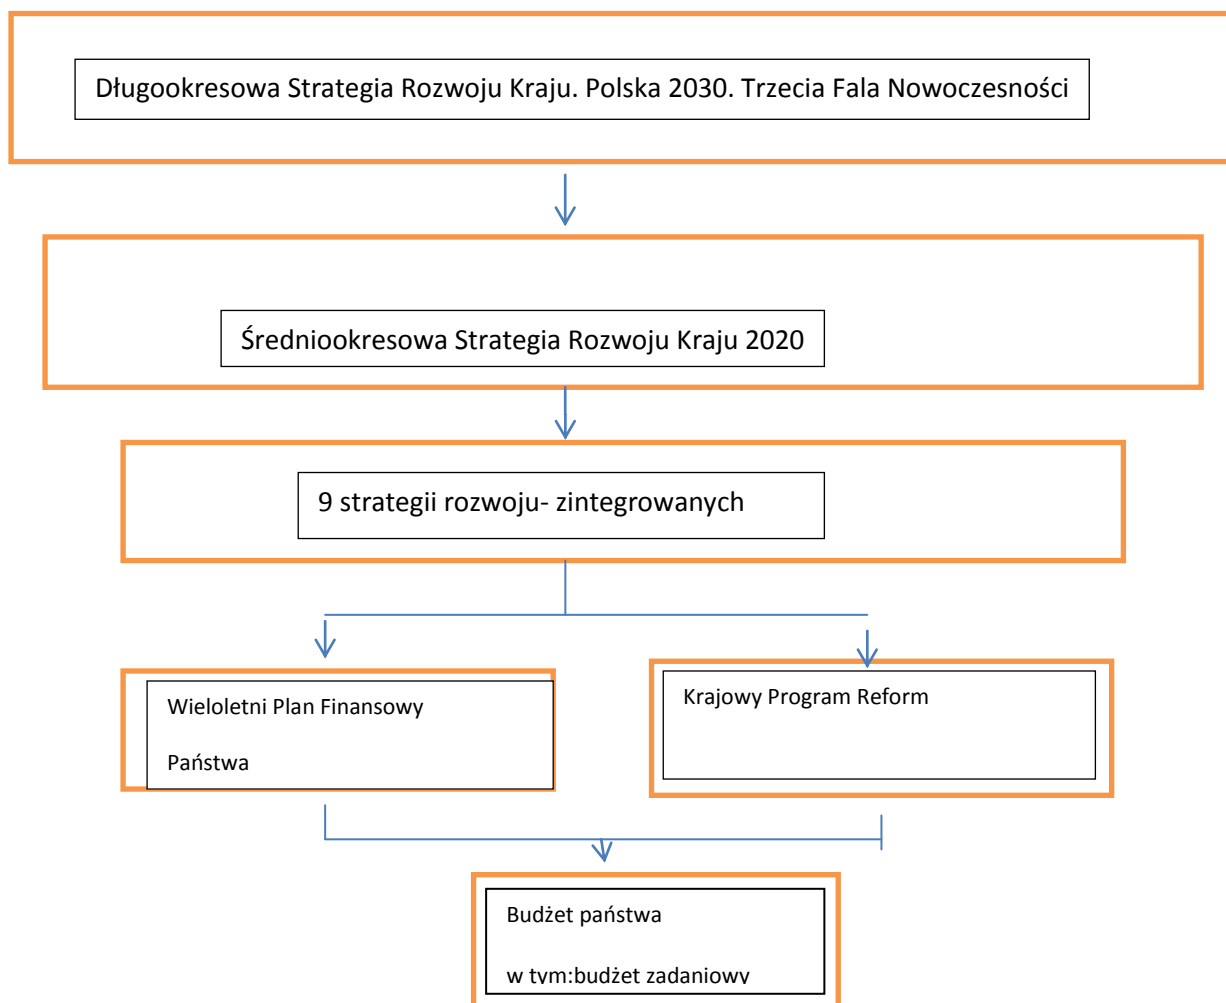 Długookresowa Strategia Rozwoju Kraju. Polska 2030. Trzecia Fala Nowoczesności
Średniookresowa Strategia Rozwoju Kraju 2020
9 strategii rozwoju- zintegrowanych
Wieloletni Plan Finansowy
Państwa
Krajowy Program Reform
Budżet państwa
w tym:budżet zadaniowy